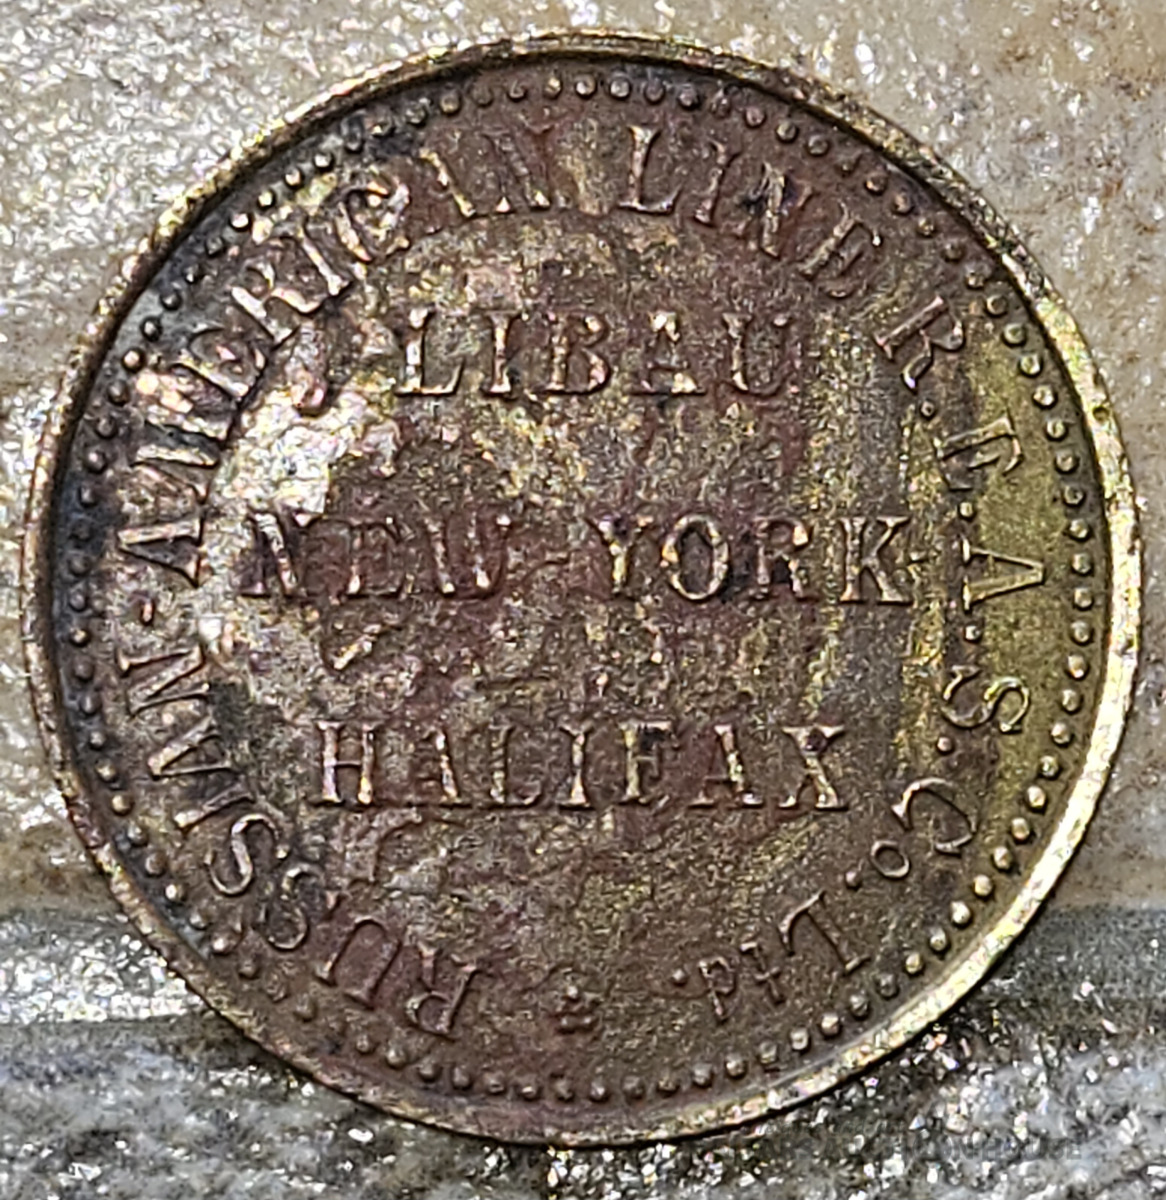 RUSSIAN-AMERICAN LINE R.E.A.S.Co. Ltd.
LIBAU
NEW-YORK
HALIFAX